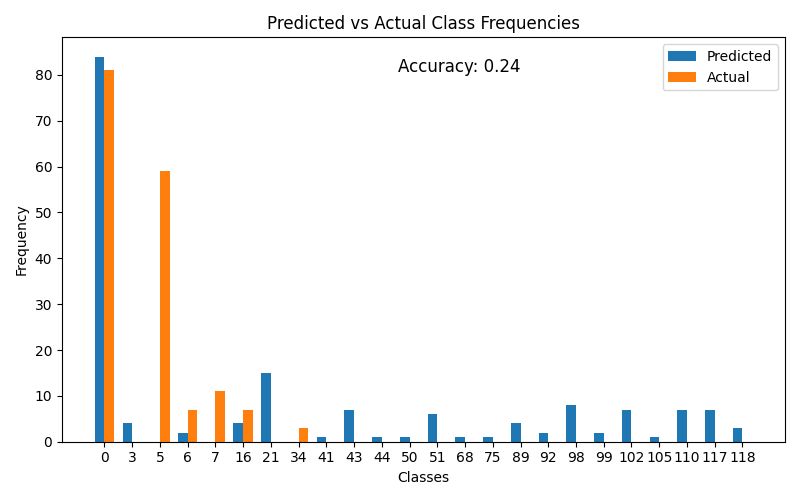 Predicted vs Actual Class Frequencies
Accuracy: 0.24
Predicted
Actual
Frequency
80
70
60
50
40
30
20
10
0
0 3 5 6 7 16 21 34 41 43 44 50 51 68 75 89 92 98 99 102 105 110 117 118
Classes